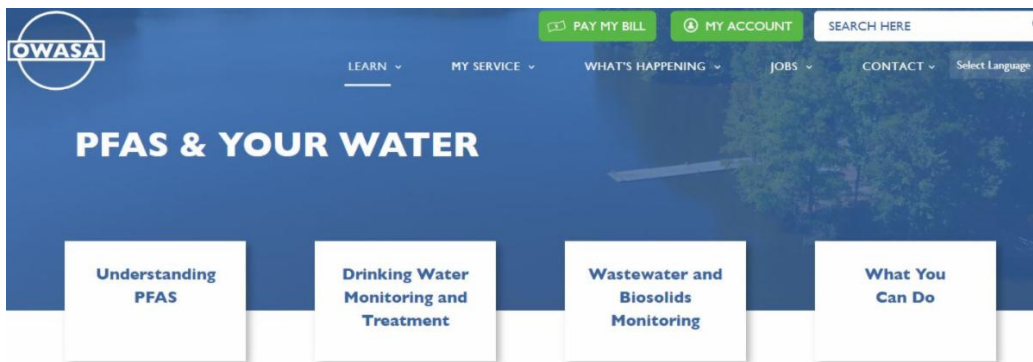 PAY MY BILL
MY ACCOUNT
SEARCH HERE
OWASA
LEARN
MY SERVICE
WHAT'S HAPPENING
JOBS
CONTACT
Select Language
PFAS & YOUR WATER
Understanding
PFAS
Drinking Water
Monitoring and
Treatment
Wastewater and
Biosolids
Monitoring
What You
Can Do